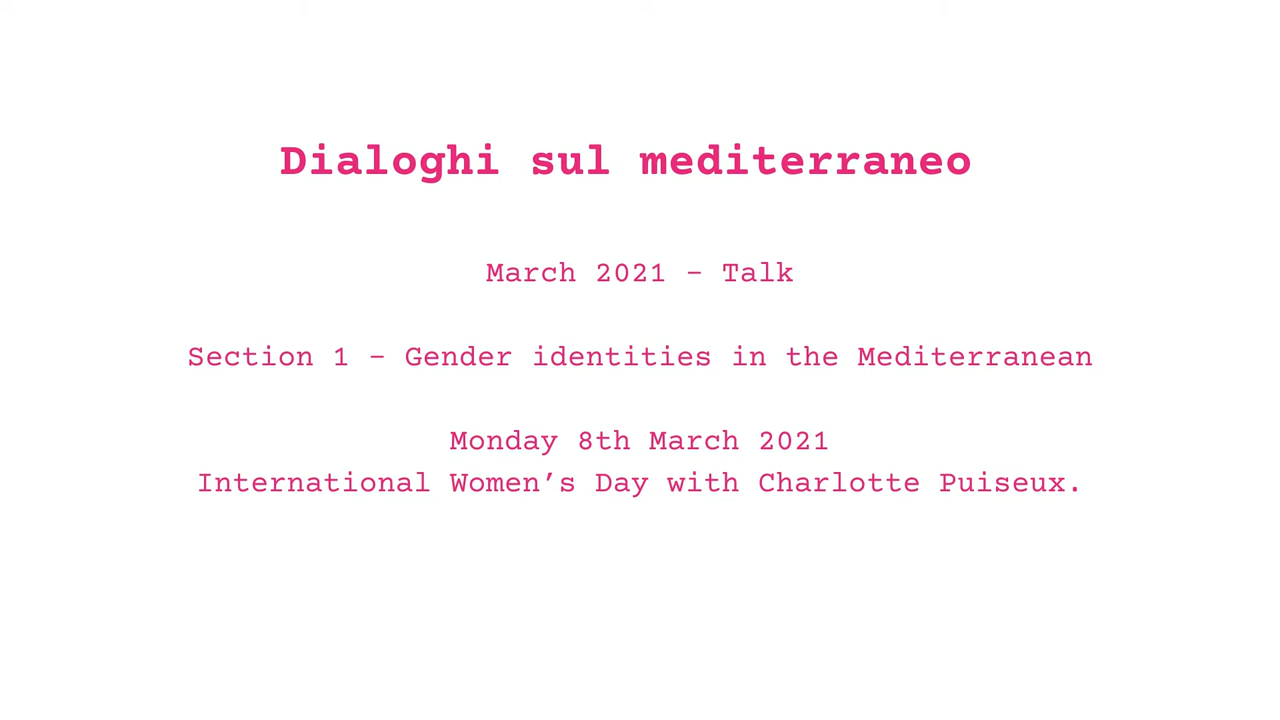 Dialoghi sul mediterraneo
March 2021 – Talk
Section 1 – Gender identities in the Mediterranean
Monday 8th March 2021
International Women’s Day with Charlotte Puiseux.